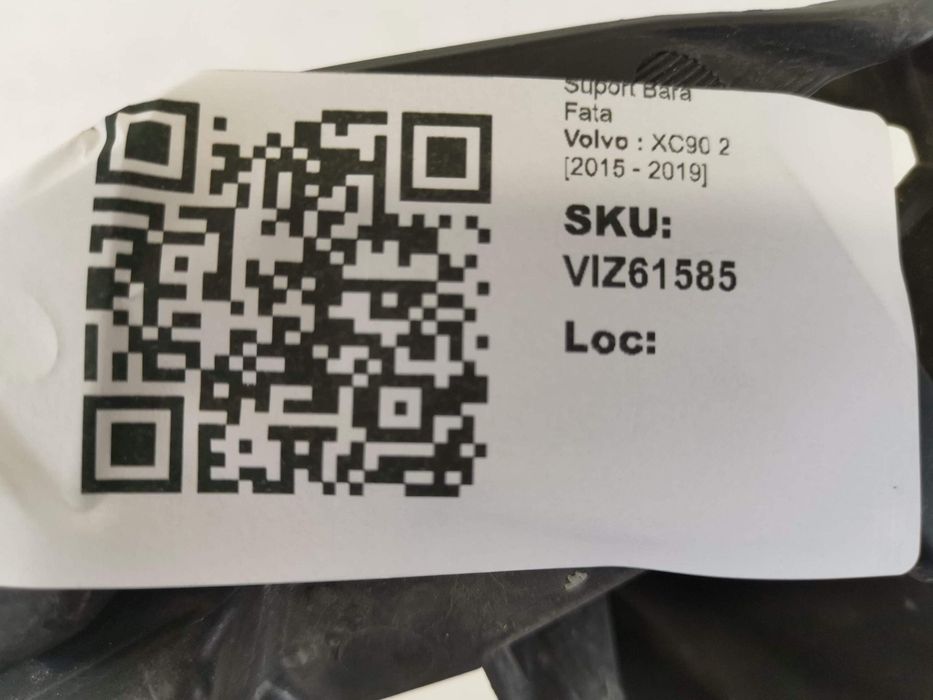 Suport Bara
Fata
Volvo : XC90 2
[2015 - 2019]
SKU:
VIZ61585
Loc: